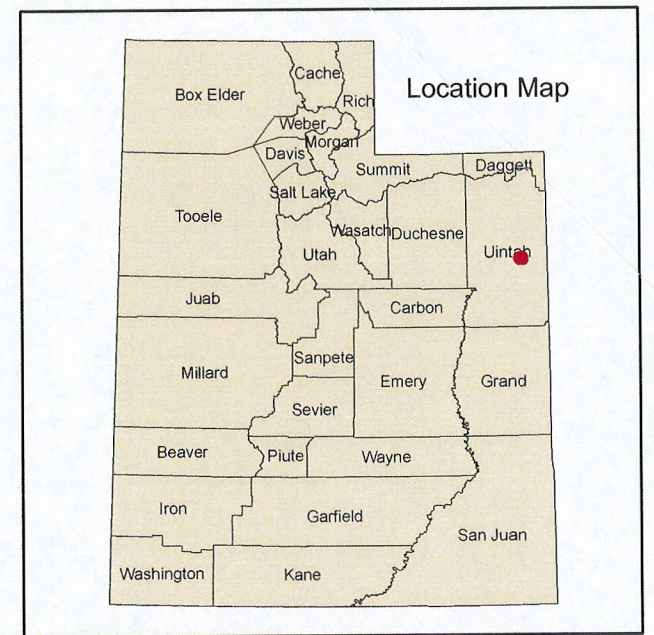 Location Map
Cache
Box Elder
Rich
Weber
Morgan
Davis
Summit
Daggett
Salt Lake
Tooele
Wasatch
Duchesne
Utah
Uintah
Juab
Carbon
Sanpete
Millard
Emery
Grand
Sevier
Beaver
Piute
Wayne
Iron
Garfield
San Juan
Washington
Kane